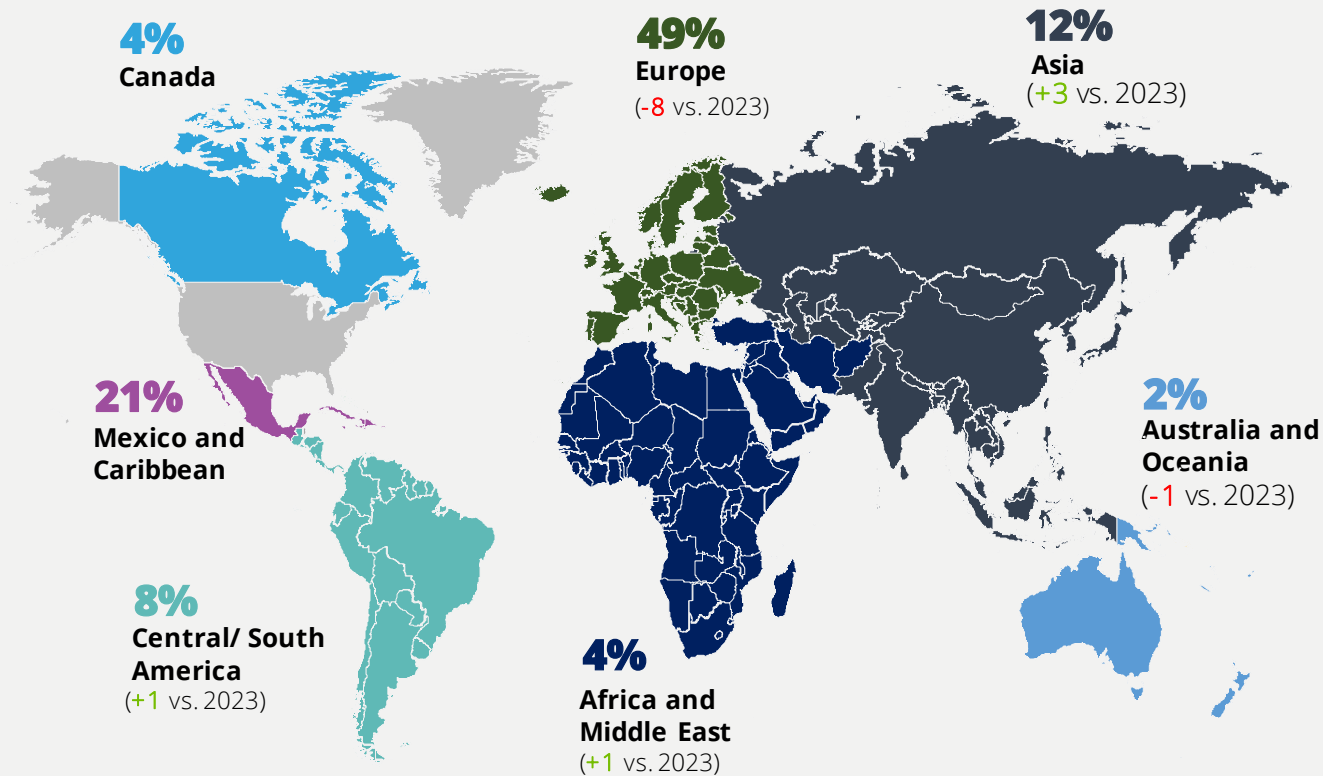 4%
Canada
49%
Europe
(-8 vs. 2023)
12%
Asia
(+3 vs. 2023)
21%
Mexico and
Caribbean
2%
Australia and
Oceania
(-1 vs. 2023)
8%
Central/ South
America
(+1 vs. 2023)
4%
Africa and
Middle East
(+1 vs. 2023)